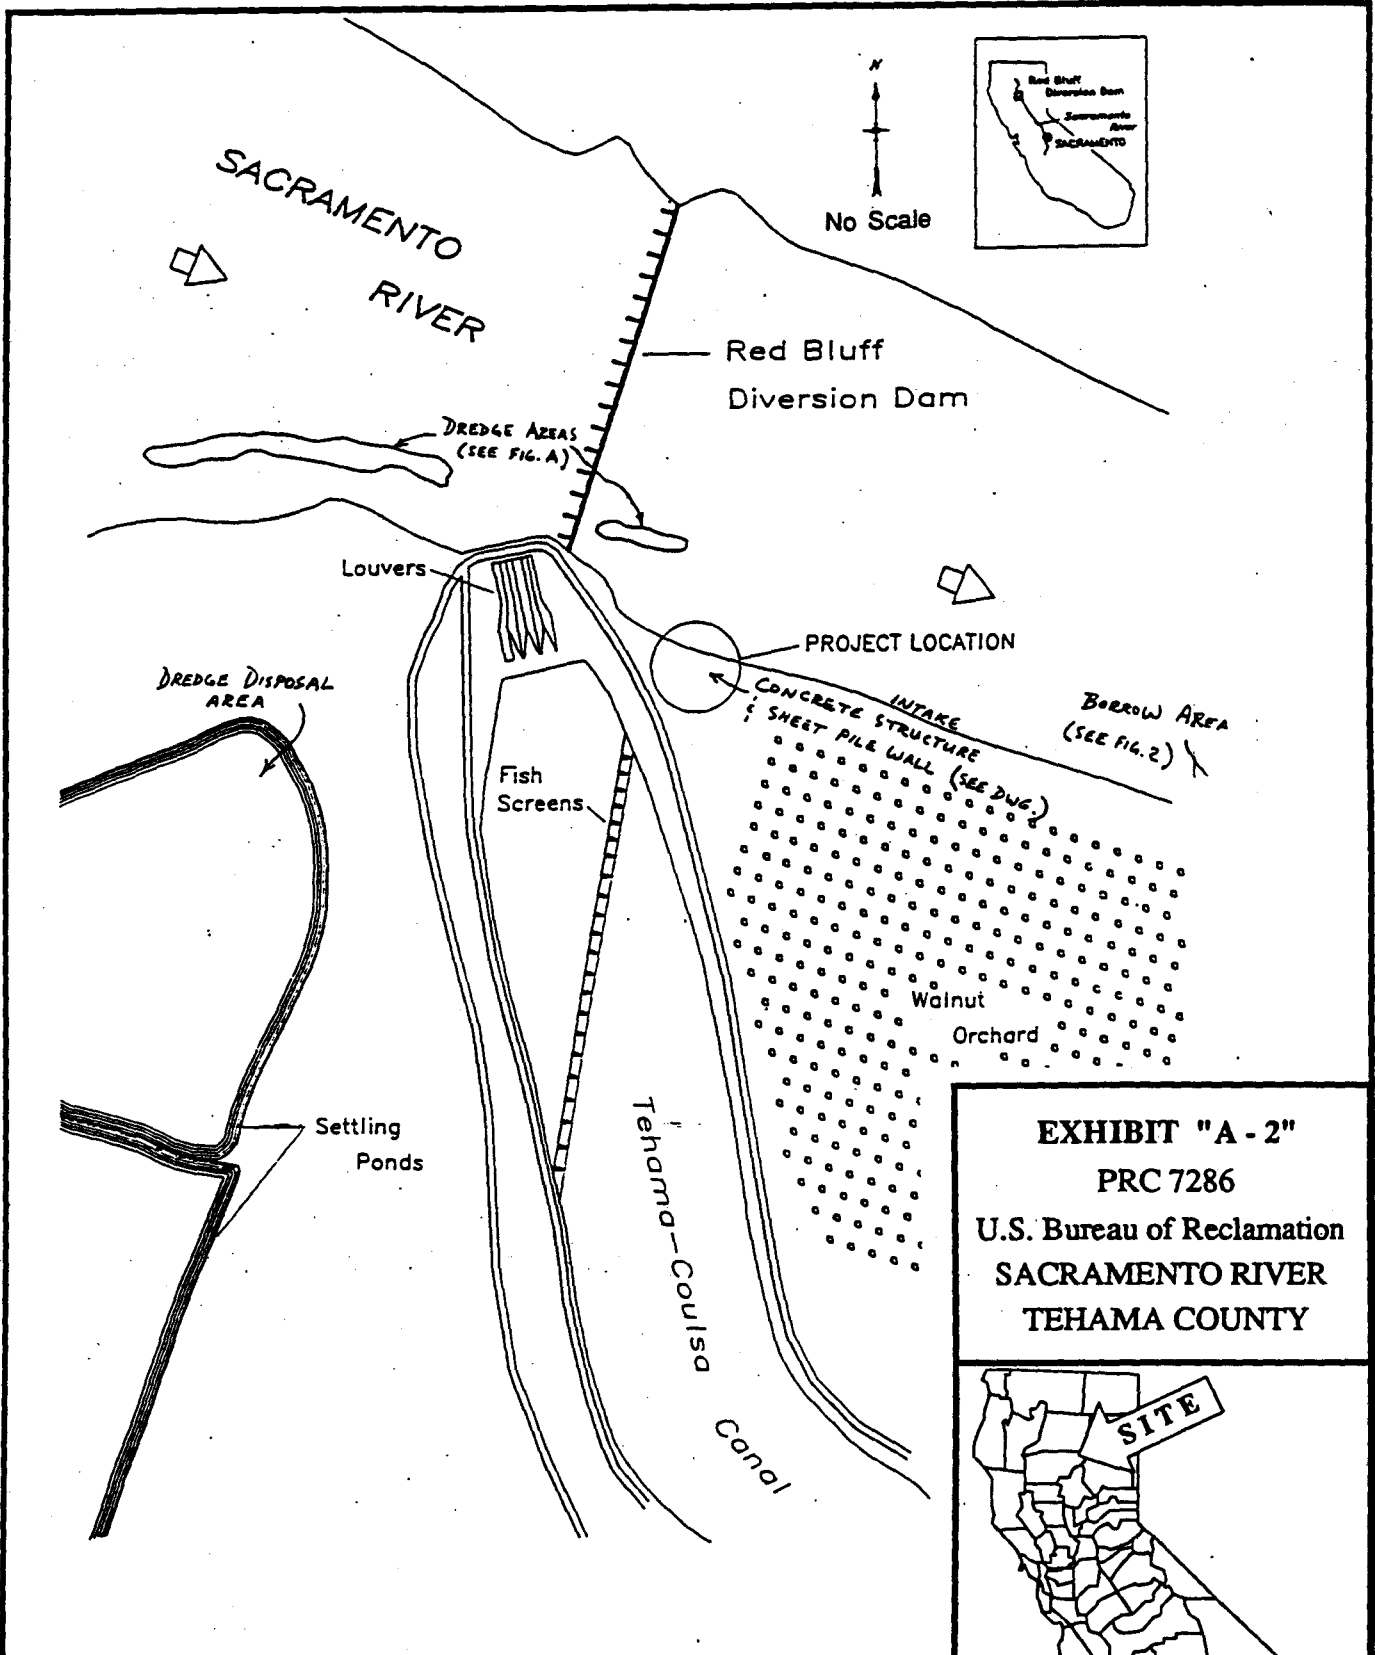 N
No Scale
Red Bluff
Diversion Dam
Sacramento
River
SACRAMENTO
SACRAMENTO
RIVER
Red Bluff
Diversion Dam
DREDGE AREAS
(SEE FIG. A)
Louvers
PROJECT LOCATION
DREDGE DISPOSAL
AREA
INTAKE
CONCRETE STRUCTURE
& SHEET PILE WALL (SEE DWG.)
BORROW AREA
(SEE FIG. 2)
Fish
Screens
Walnut
Orchard
Settling
Ponds
Tehama-Coulsa
Canal
EXHIBIT "A - 2"
PRC 7286
U.S. Bureau of Reclamation
SACRAMENTO RIVER
TEHAMA COUNTY
SITE